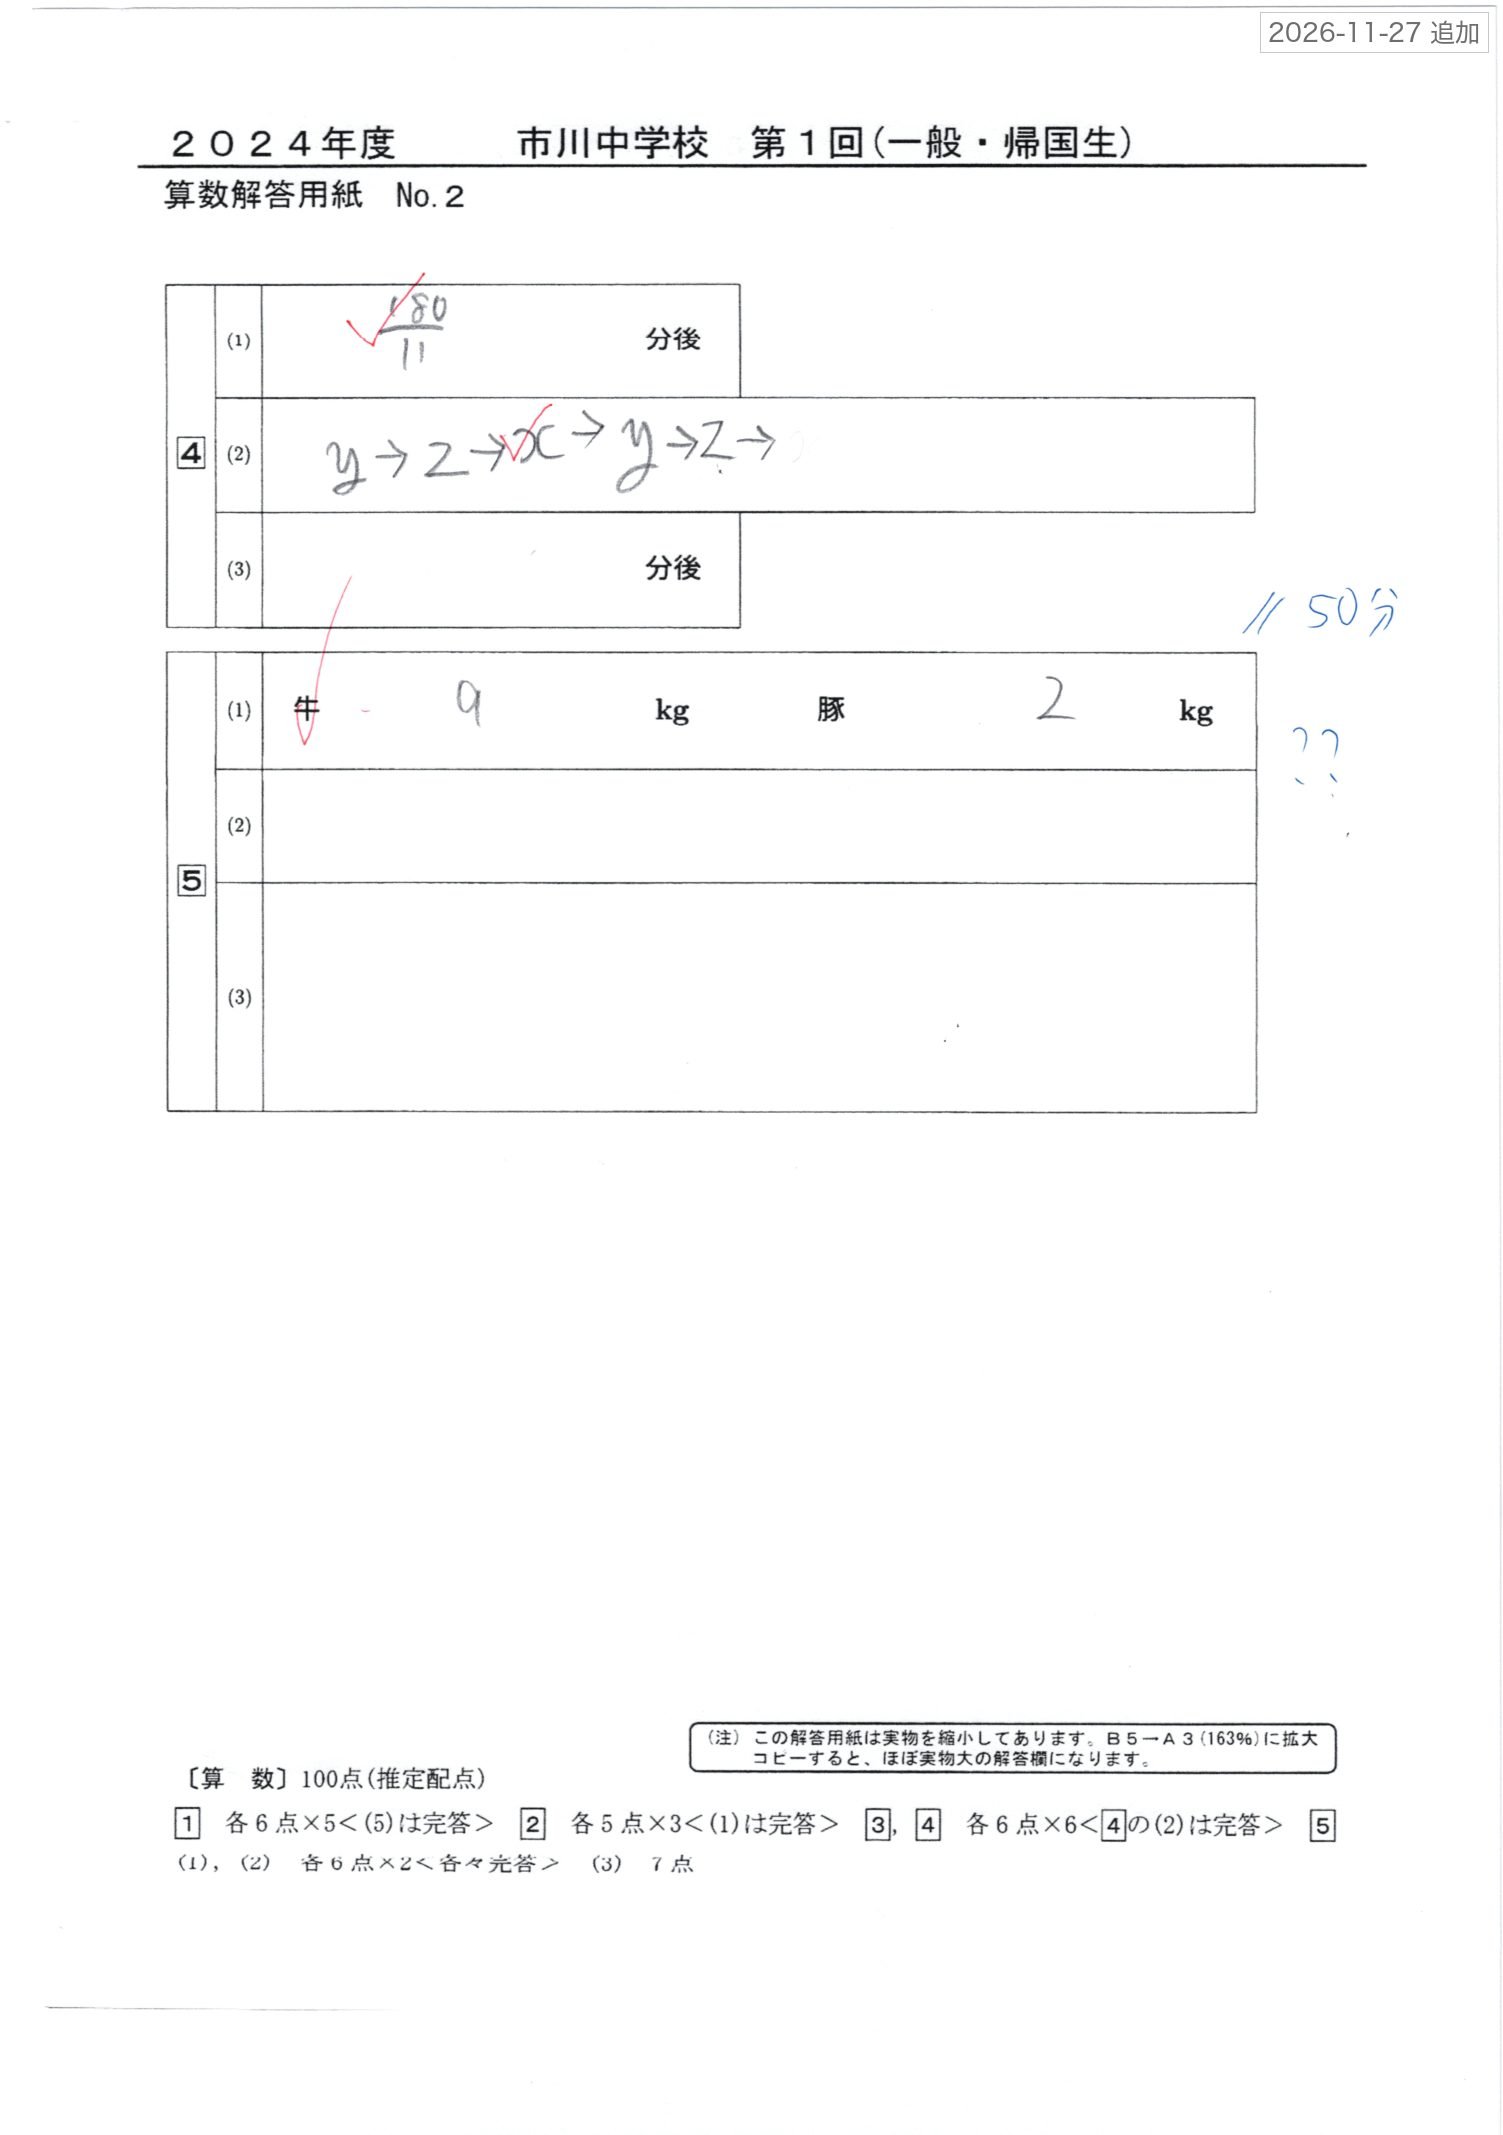 2026-11-27 追加
２０２４年度 市川中学校 第１回（一般・帰国生）
算数解答用紙 No.２
4
(1) 180/11 分後
(2) y→z→x→y→z→
(3) 分後
// 50分
5
(1) 牛 9 kg 豚 2 kg
??
(2)
(3)
（注）この解答用紙は実物を縮小してあります。Ｂ５→Ａ３(163%)に拡大
コピーすると、ほぼ実物大の解答欄になります。
〔算 数〕100点(推定配点)
1 各６点×5＜(5)は完答＞ 2 各５点×3＜(1)は完答＞ 3, 4 各６点×6＜4の(2)は完答＞ 5
(1), (2) 各６点×2＜各々完答＞ (3) ７点